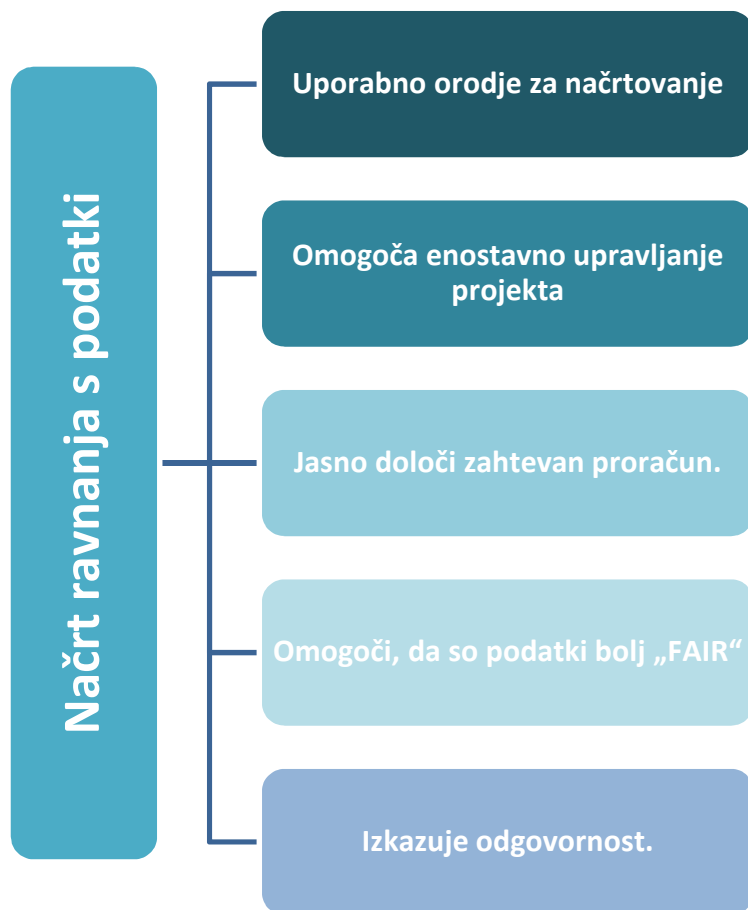 Načrt ravnanja s podatki
Uporabno orodje za načrtovanje
Omogoča enostavno upravljanje
projekta
Jasno določi zahtevan proračun.
Omogoči, da so podatki bolj „FAIR“
Izkazuje odgovornost.